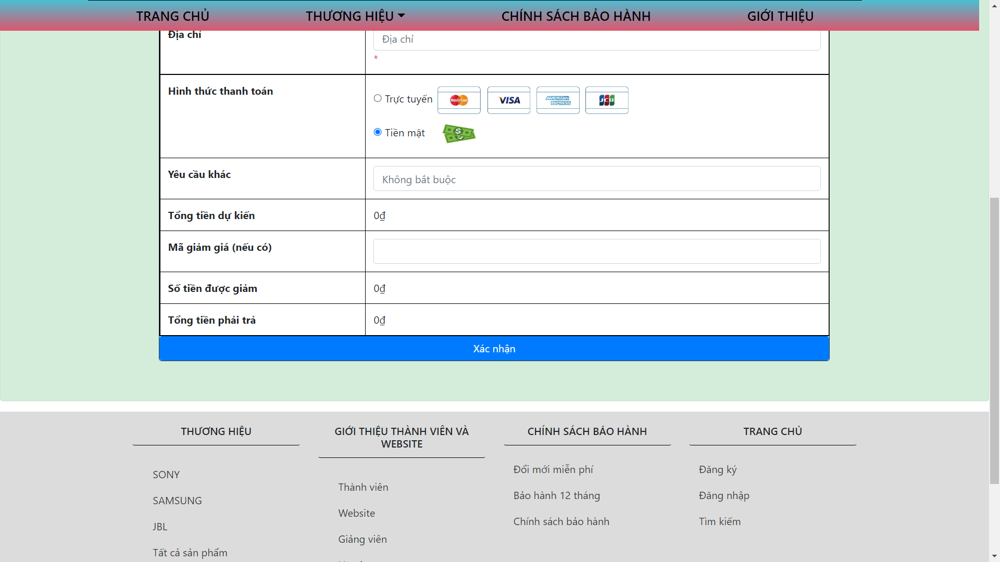 TRANG CHỦ THƯƠNG HIỆU CHÍNH SÁCH BẢO HÀNH GIỚI THIỆU
Địa chỉ
Địa chỉ
*
Hình thức thanh toán
Trực tuyến MasterCard VISA AMERICAN EXPRESS JCB
Tiền mặt
Yêu cầu khác
Không bắt buộc
Tổng tiền dự kiến 0₫
Mã giảm giá (nếu có)
Số tiền được giảm 0₫
Tổng tiền phải trả 0₫
Xác nhận
THƯƠNG HIỆU
SONY
SAMSUNG
JBL
Tất cả sản phẩm
GIỚI THIỆU THÀNH VIÊN VÀ
WEBSITE
Thành viên
Website
Giảng viên
CHÍNH SÁCH BẢO HÀNH
Đổi mới miễn phí
Bảo hành 12 tháng
Chính sách bảo hành
TRANG CHỦ
Đăng ký
Đăng nhập
Tìm kiếm